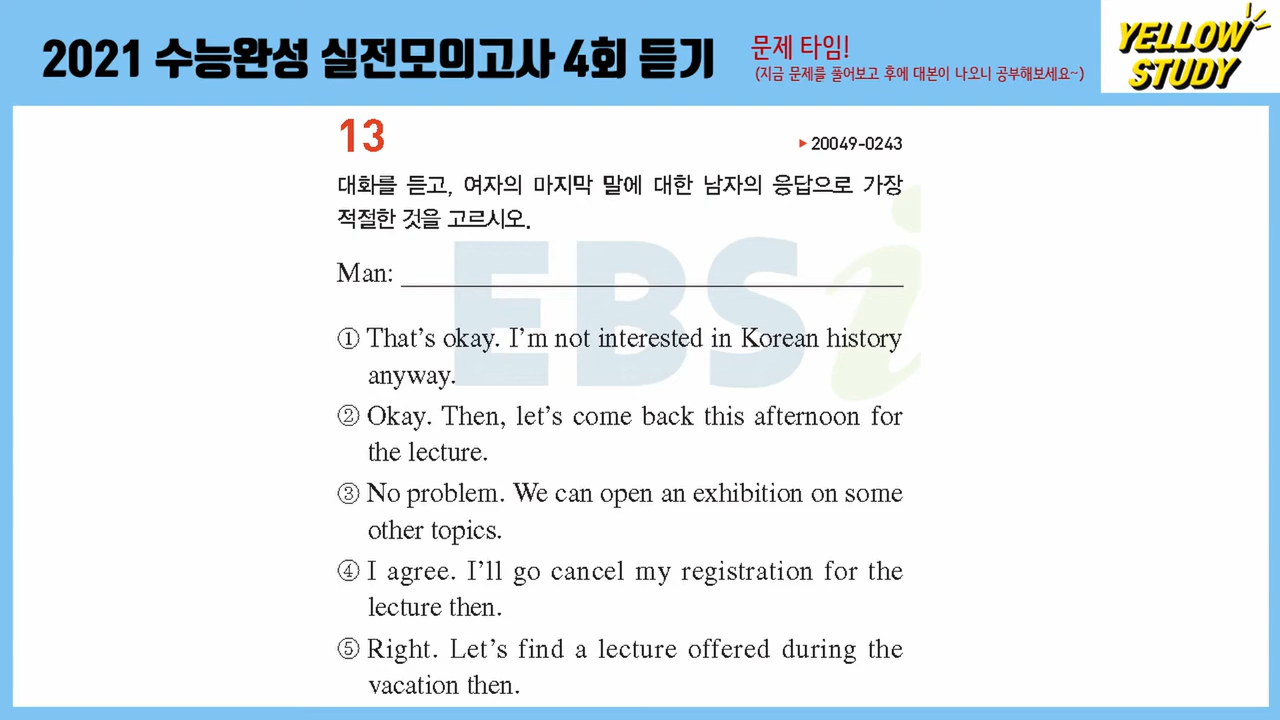 2021 수능완성 실전모의고사 4회 듣기
문제 타임!
(지금 문제를 풀어보고 후에 대본이 나오니 공부해보세요~)
YELLOW
STUDY
13
▶ 20049-0243
대화를 듣고, 여자의 마지막 말에 대한 남자의 응답으로 가장
적절한 것을 고르시오.
EBSi
Man:
① That's okay. I'm not interested in Korean history
anyway.
② Okay. Then, let's come back this afternoon for
the lecture.
③ No problem. We can open an exhibition on some
other topics.
④ I agree. I'll go cancel my registration for the
lecture then.
⑤ Right. Let's find a lecture offered during the
vacation then.